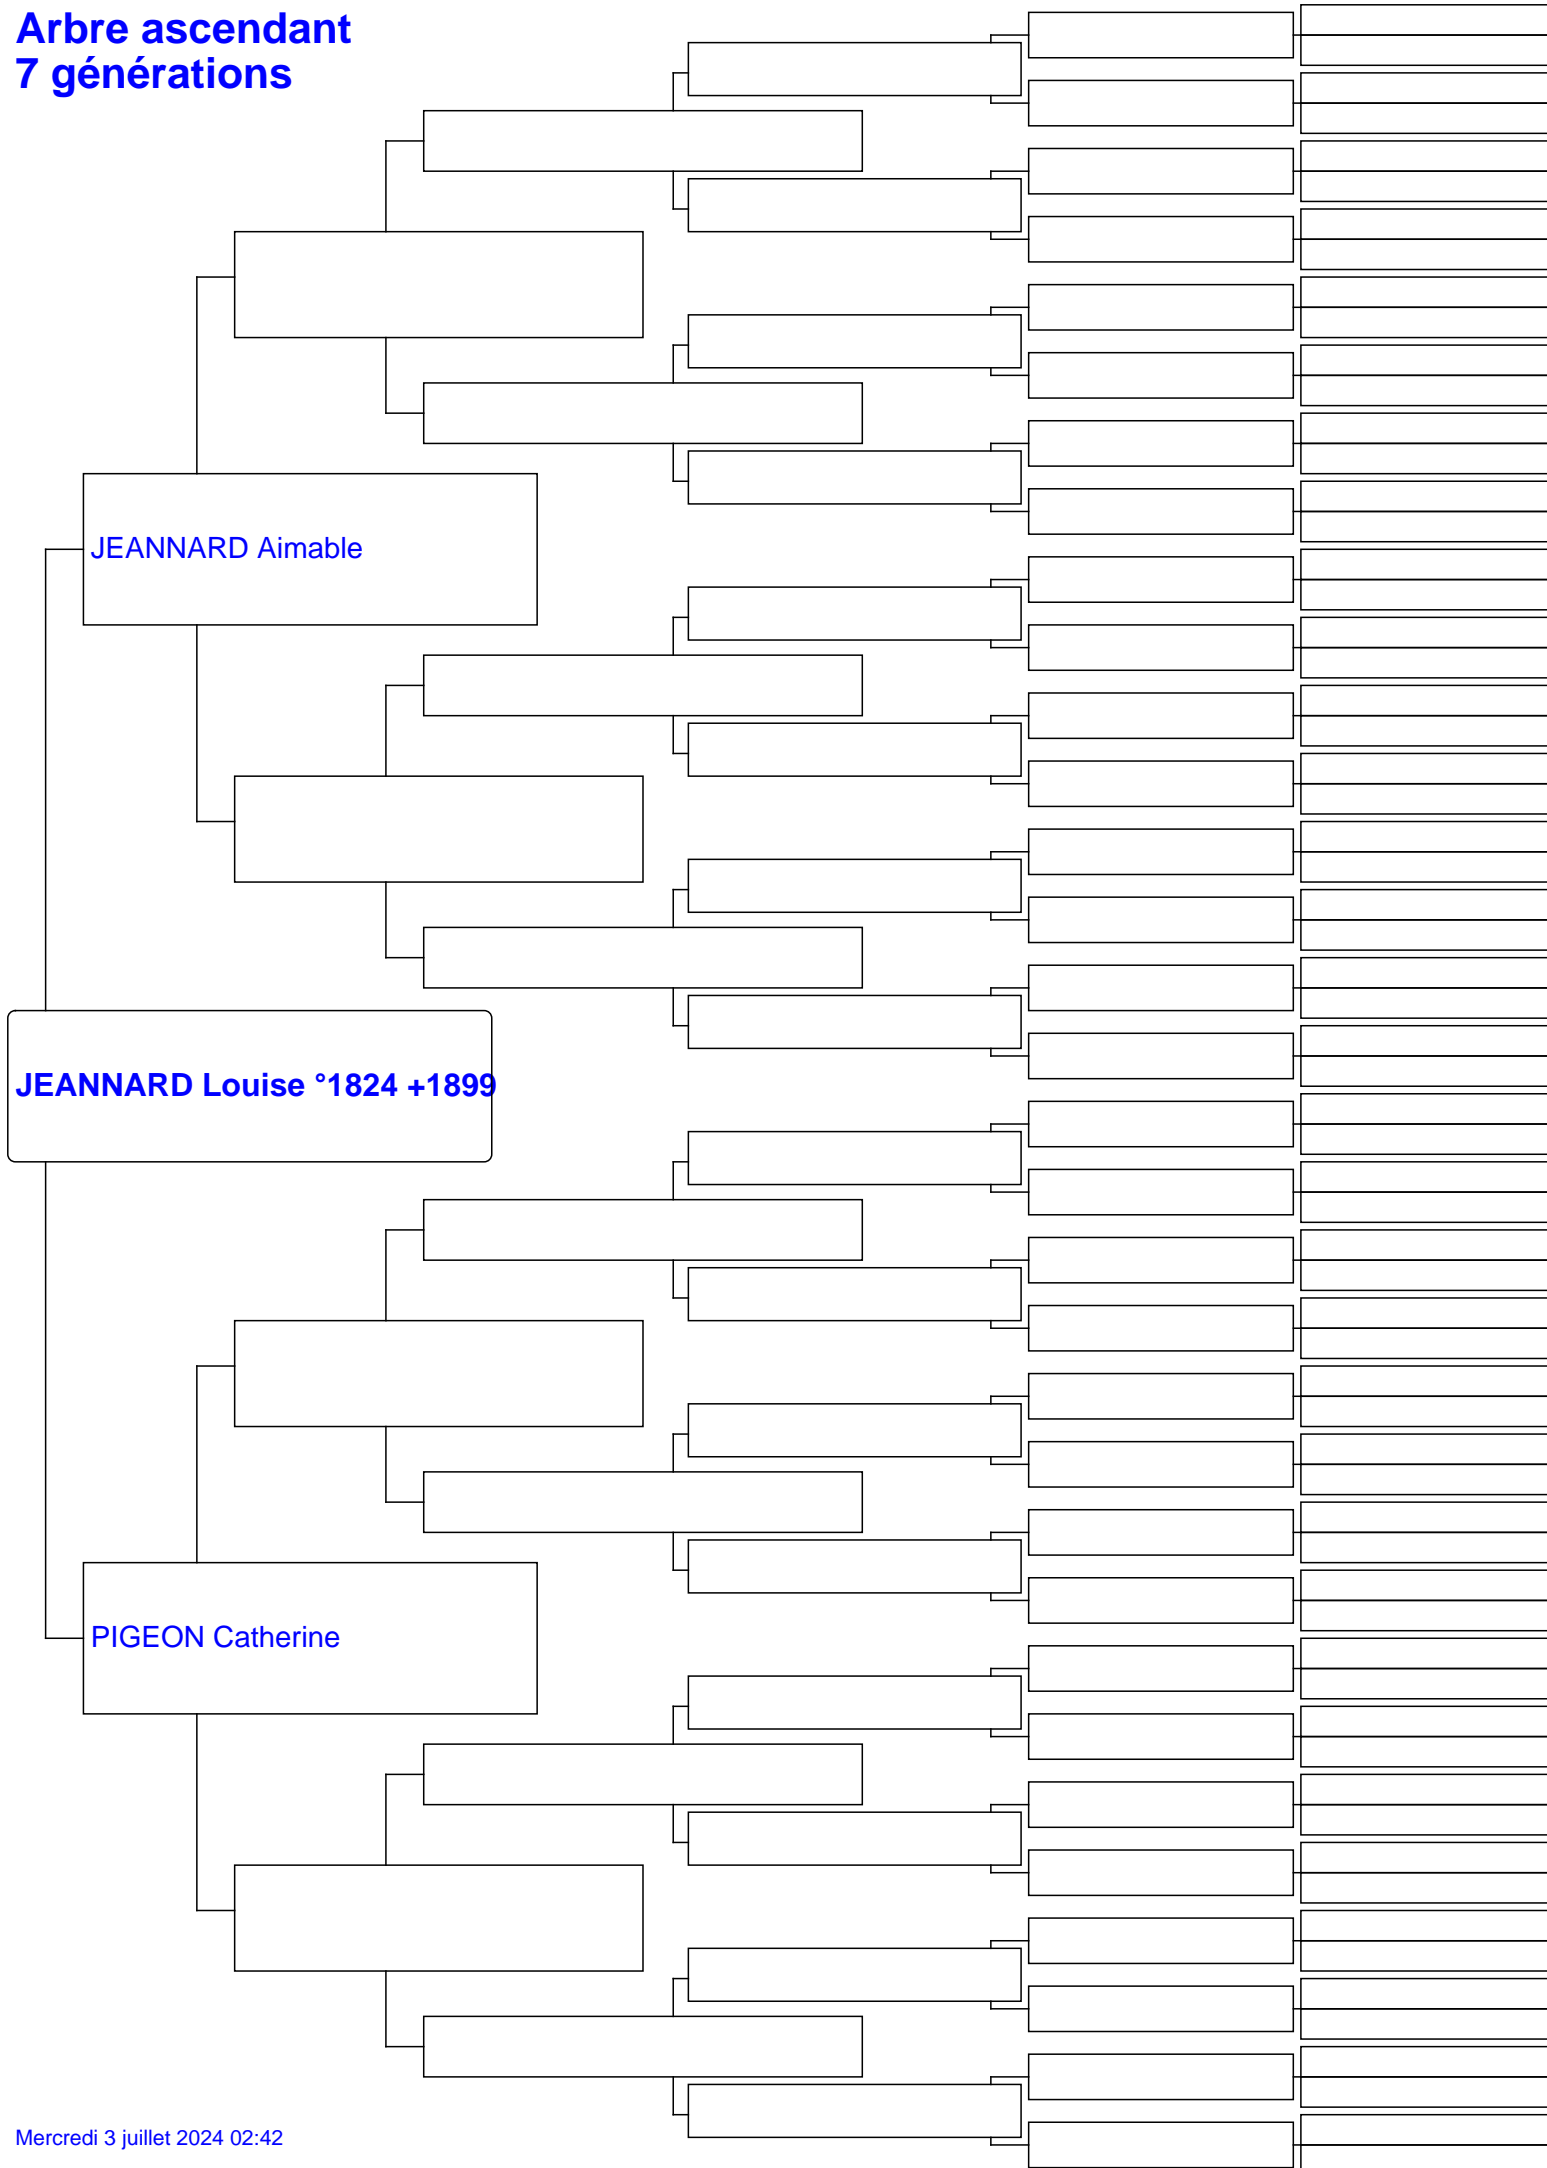 Arbre ascendant
7 générations
JEANNARD Aimable
JEANNARD Louise °1824 +1899
PIGEON Catherine
Mercredi 3 juillet 2024 02:42